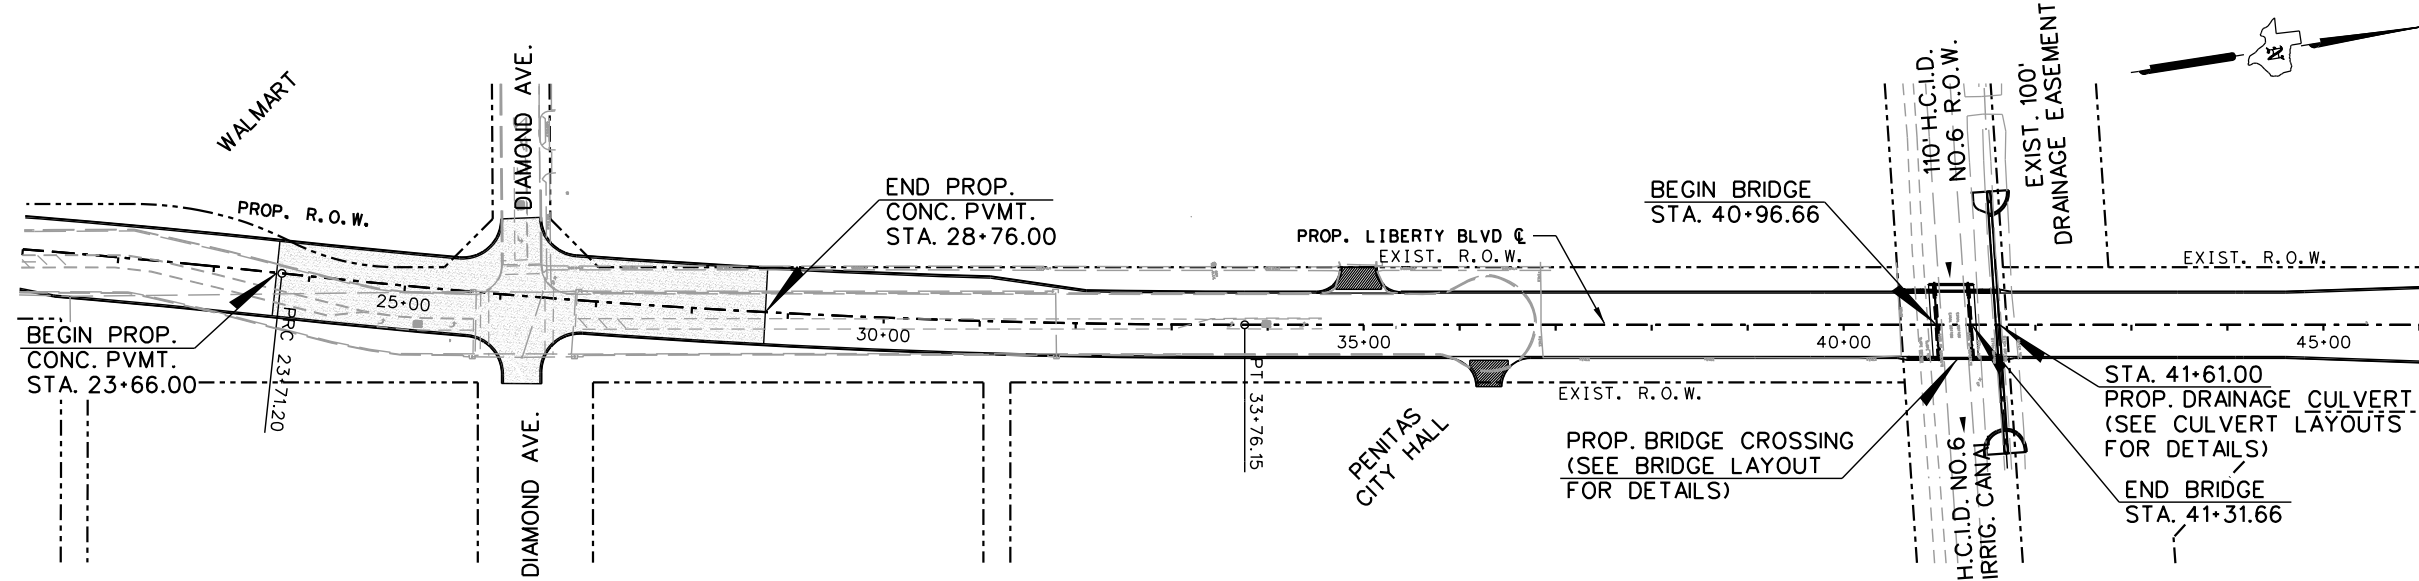 WALMART
PROP. R.O.W.
DIAMOND AVE.
BEGIN PROP.
CONC. PVMT.
STA. 23+66.00
PRC 23+71.20
25+00
DIAMOND AVE.
END PROP.
CONC. PVMT.
STA. 28+76.00
30+00
PT 33+76.15
PROP. LIBERTY BLVD ℄
EXIST. R.O.W.
35+00
PENITAS
CITY HALL
EXIST. R.O.W.
BEGIN BRIDGE
STA. 40+96.66
40+00
PROP. BRIDGE CROSSING
(SEE BRIDGE LAYOUT
FOR DETAILS)
110' H.C.I.D.
NO.6 R.O.W.
EXIST. 100'
DRAINAGE EASEMENT
H.C.I.D. NO.6
IRRIG. CANAL
EXIST. R.O.W.
45+00
STA. 41+61.00
PROP. DRAINAGE CULVERT
(SEE CULVERT LAYOUTS
FOR DETAILS)
END BRIDGE
STA. 41+31.66
N